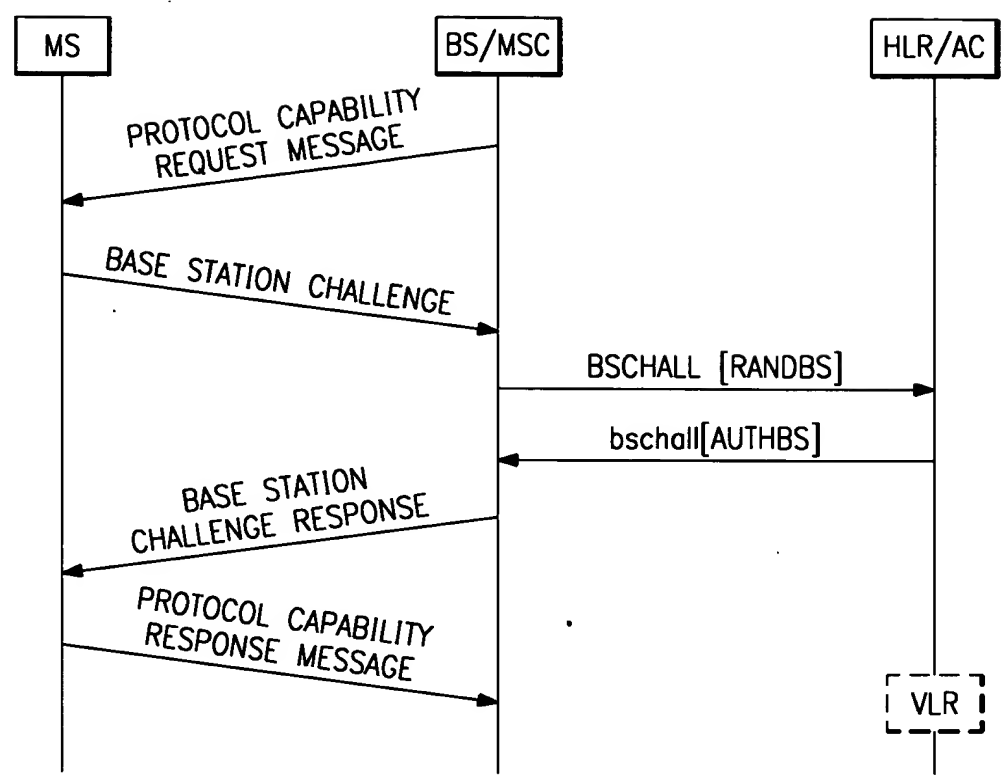 MS
BS/MSC
HLR/AC
PROTOCOL CAPABILITY
REQUEST MESSAGE
BASE STATION CHALLENGE
BSCHALL [RANDBS]
bschall[AUTHBS]
BASE STATION
CHALLENGE RESPONSE
PROTOCOL CAPABILITY
RESPONSE MESSAGE
VLR